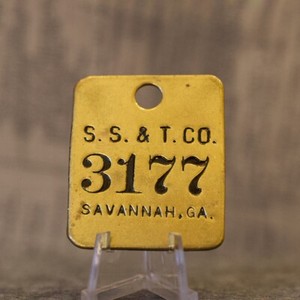 S. S. & T. CO.
3177
SAVANNAH, GA.